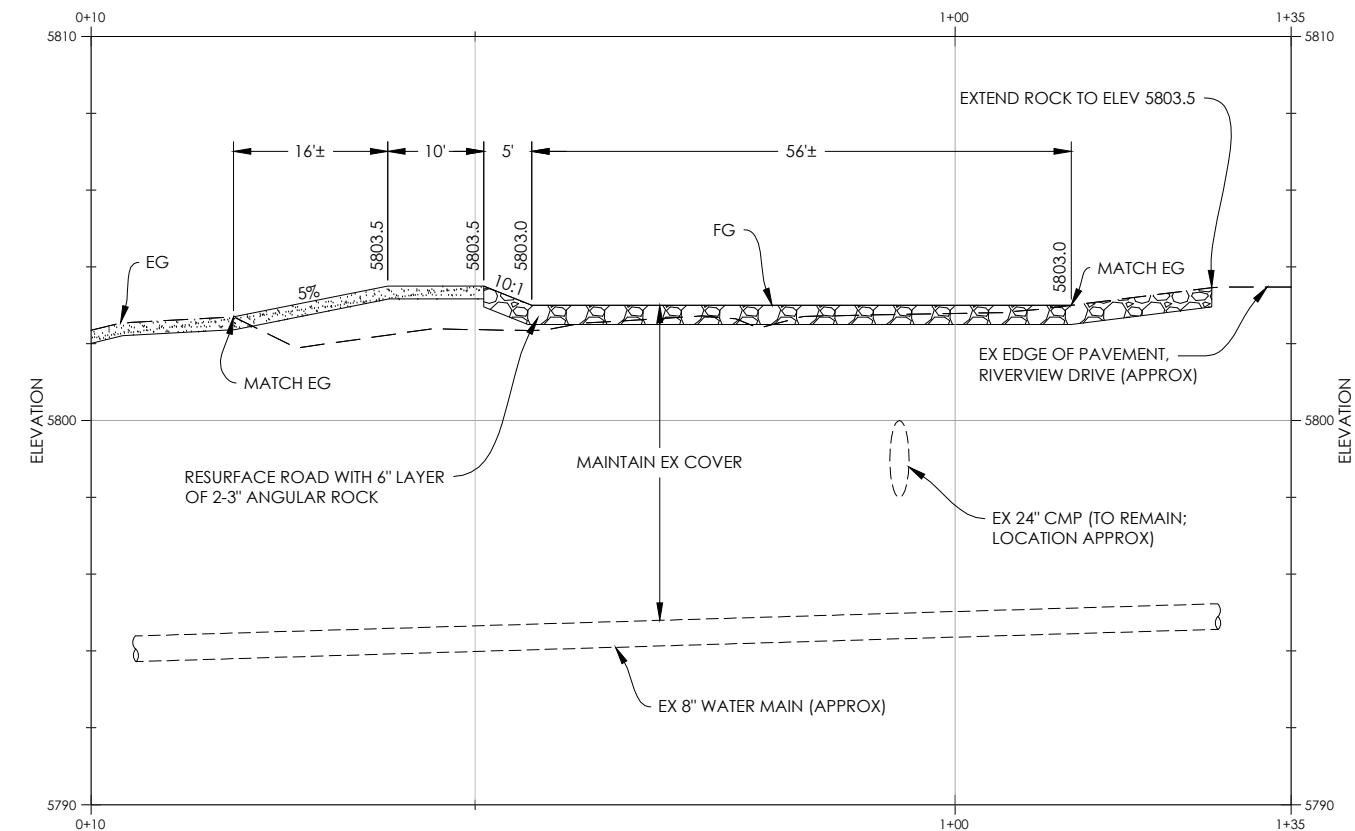 0+10
1+00
1+35
5810
5810
EXTEND ROCK TO ELEV 5803.5
16'±
10'
5'
56'±
5803.5
5803.5
5803.0
5803.0
FG
EG
MATCH EG
5%
10:1
EX EDGE OF PAVEMENT,
RIVERVIEW DRIVE (APPROX)
MATCH EG
ELEVATION
ELEVATION
5800
5800
RESURFACE ROAD WITH 6" LAYER
OF 2-3" ANGULAR ROCK
MAINTAIN EX COVER
EX 24" CMP (TO REMAIN;
LOCATION APPROX)
EX 8" WATER MAIN (APPROX)
5790
5790
0+10
1+00
1+35